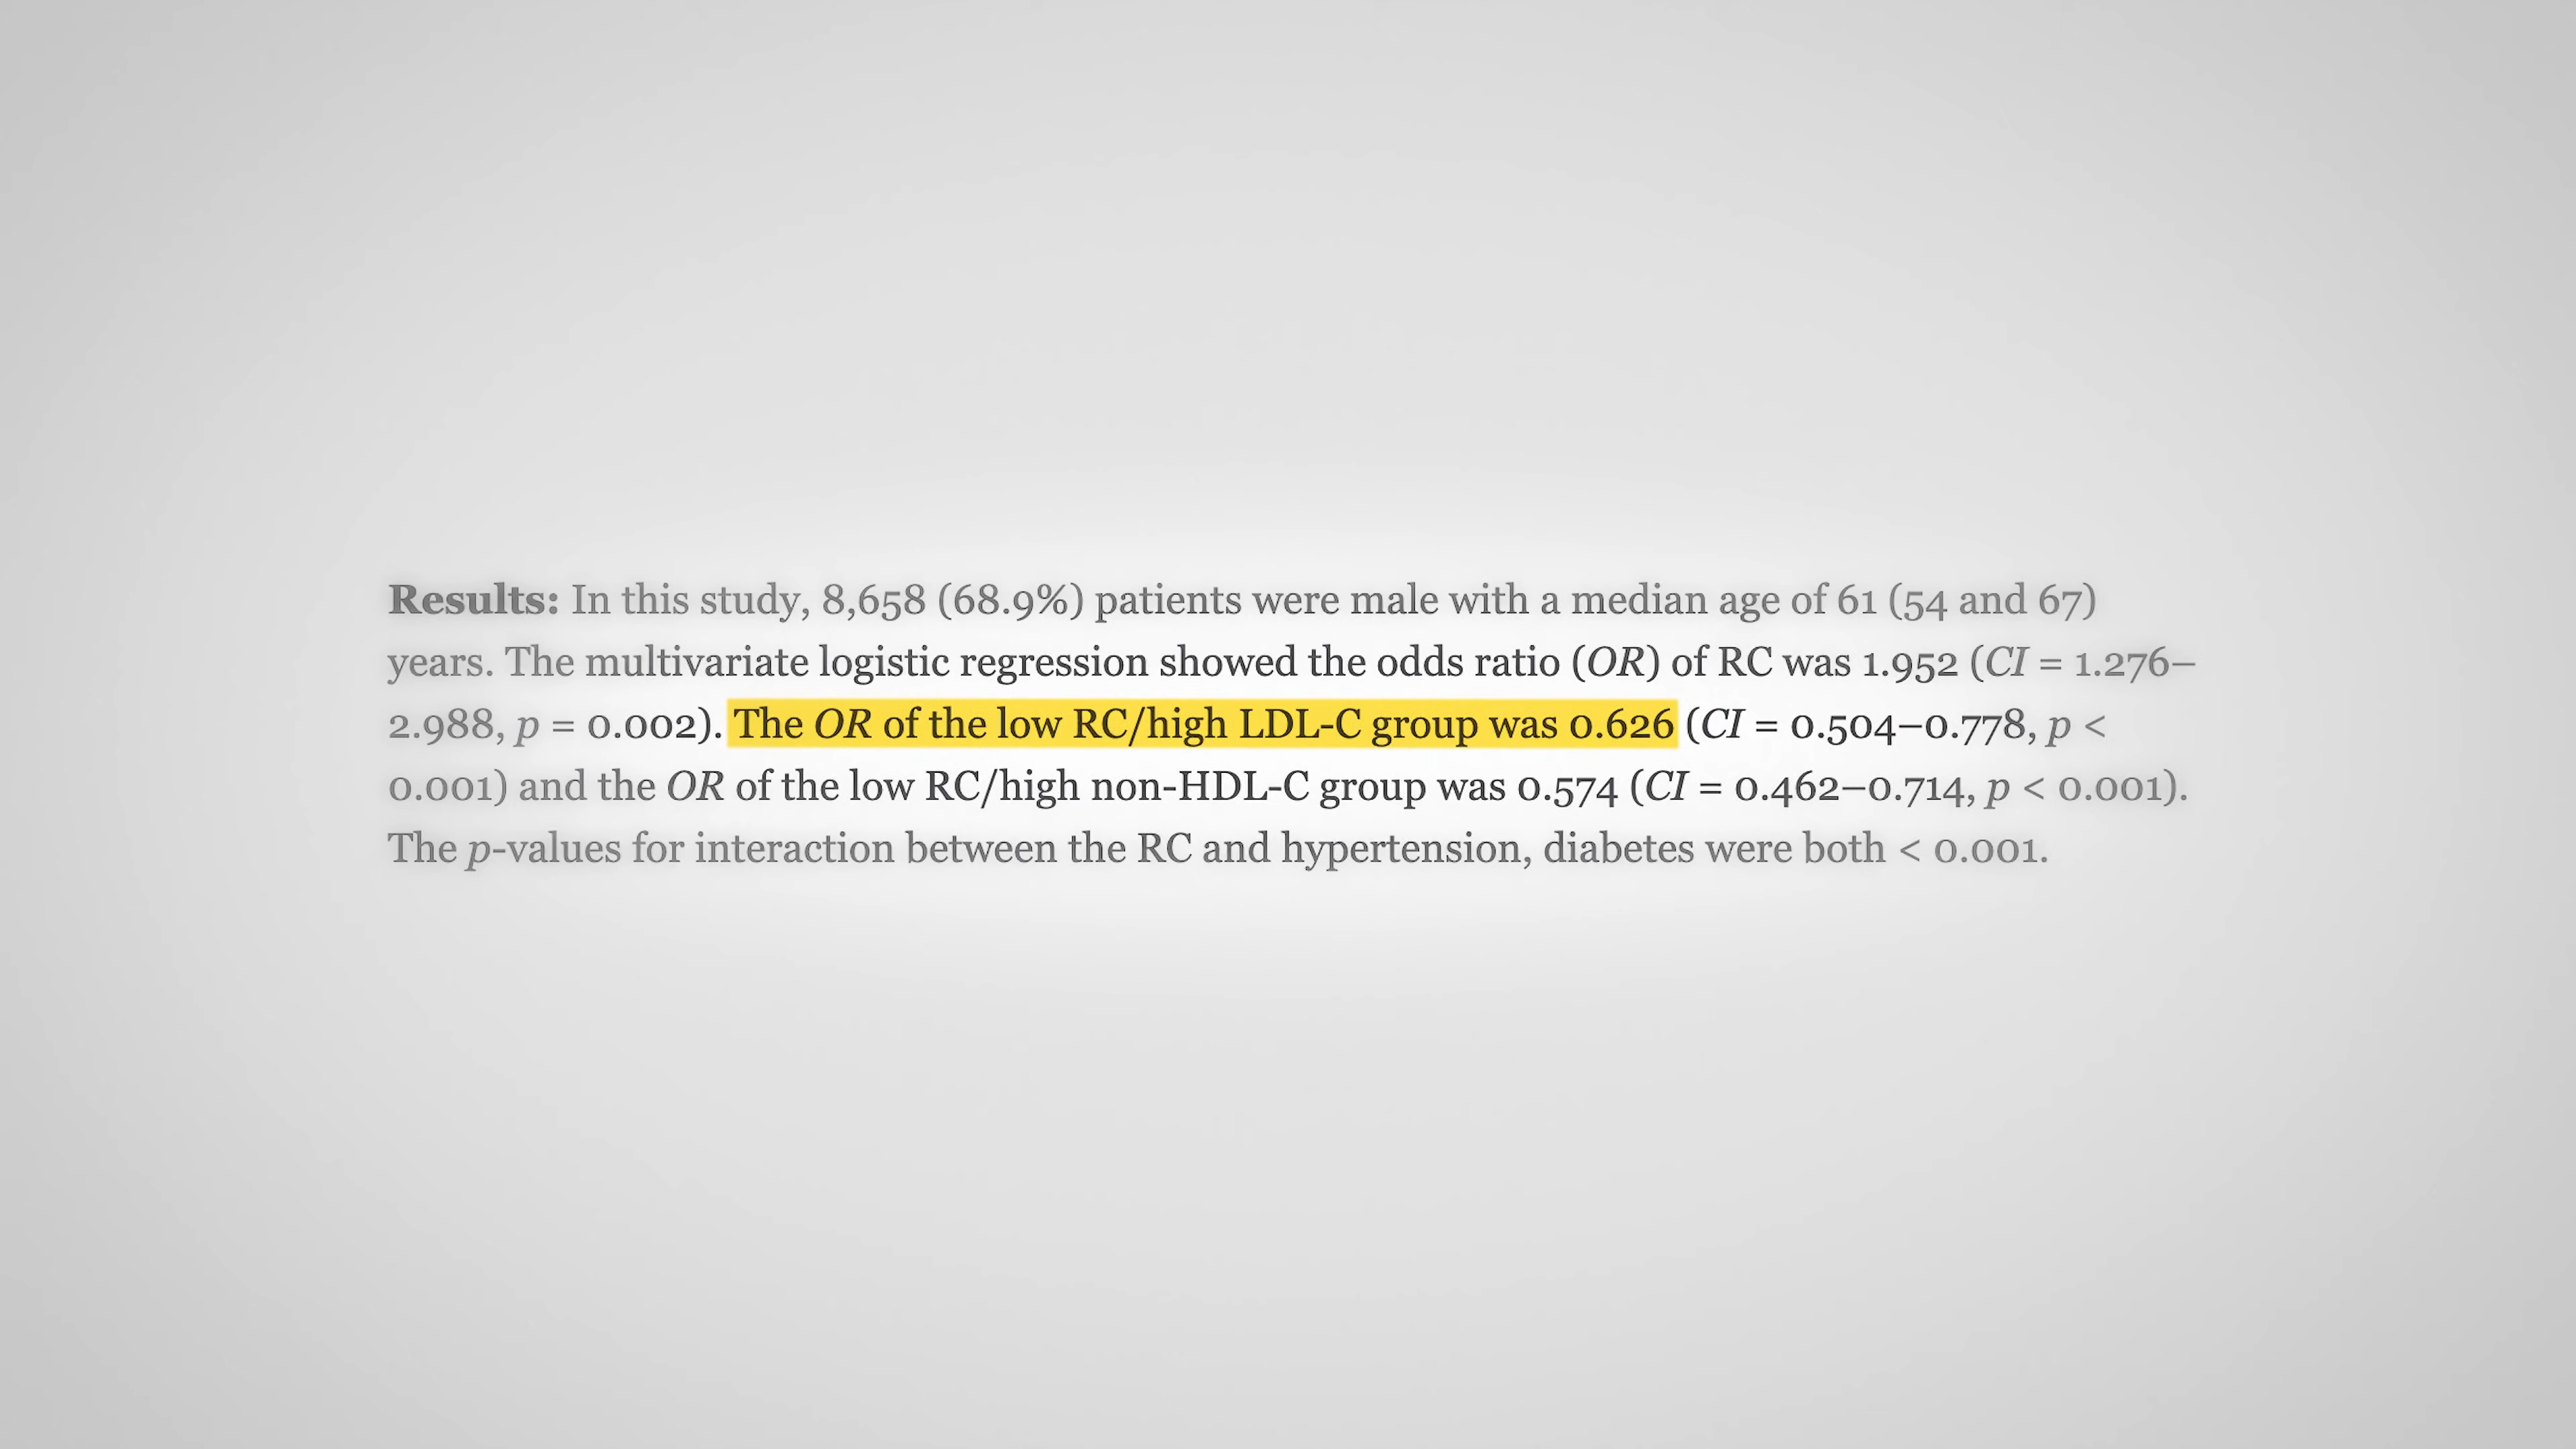 Results: In this study, 8,658 (68.9%) patients were male with a median age of 61 (54 and 67)
years. The multivariate logistic regression showed the odds ratio (OR) of RC was 1.952 (CI = 1.276–
2.988, p = 0.002). The OR of the low RC/high LDL-C group was 0.626 (CI = 0.504–0.778, p <
0.001) and the OR of the low RC/high non-HDL-C group was 0.574 (CI = 0.462–0.714, p < 0.001).
The p-values for interaction between the RC and hypertension, diabetes were both < 0.001.